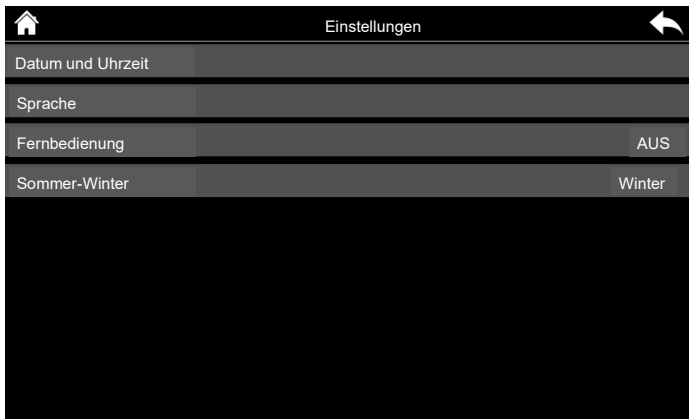 Einstellungen
Datum und Uhrzeit
Sprache
Fernbedienung AUS
Sommer-Winter Winter